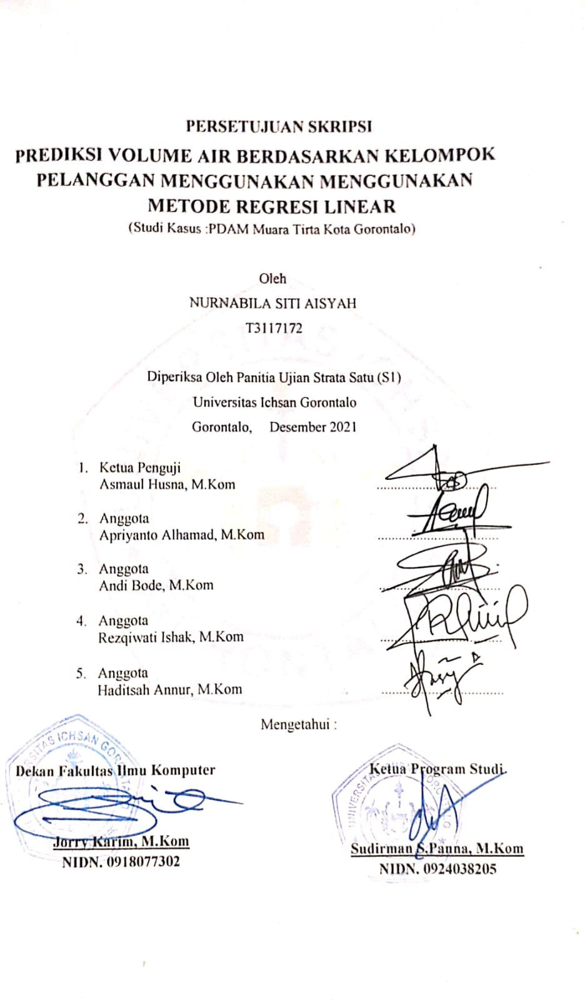 PERSETUJUAN SKRIPSI
PREDIKSI VOLUME AIR BERDASARKAN KELOMPOK
PELANGGAN MENGGUNAKAN MENGGUNAKAN
METODE REGRESI LINEAR
(Studi Kasus :PDAM Muara Tirta Kota Gorontalo)
Oleh
NURNABILA SITI AISYAH
T3117172
Diperiksa Oleh Panitia Ujian Strata Satu (S1)
Universitas Ichsan Gorontalo
Gorontalo, Desember 2021
1. Ketua Penguji
Asmaul Husna, M.Kom
2. Anggota
Apriyanto Alhamad, M.Kom
3. Anggota
Andi Bode, M.Kom
4. Anggota
Rezqiwati Ishak, M.Kom
5. Anggota
Haditsah Annur, M.Kom
Mengetahui :
Dekan Fakultas Ilmu Komputer
Jorry Karim, M.Kom
NIDN. 0918077302
Ketua Program Studi
Sudirman S.Panna, M.Kom
NIDN. 0924038205